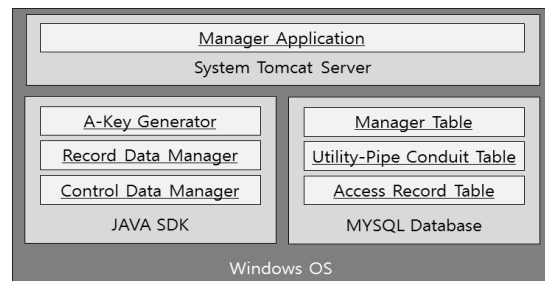 Manager Application
System Tomcat Server
A-Key Generator
Record Data Manager
Control Data Manager
JAVA SDK
Manager Table
Utility-Pipe Conduit Table
Access Record Table
MYSQL Database
Windows OS